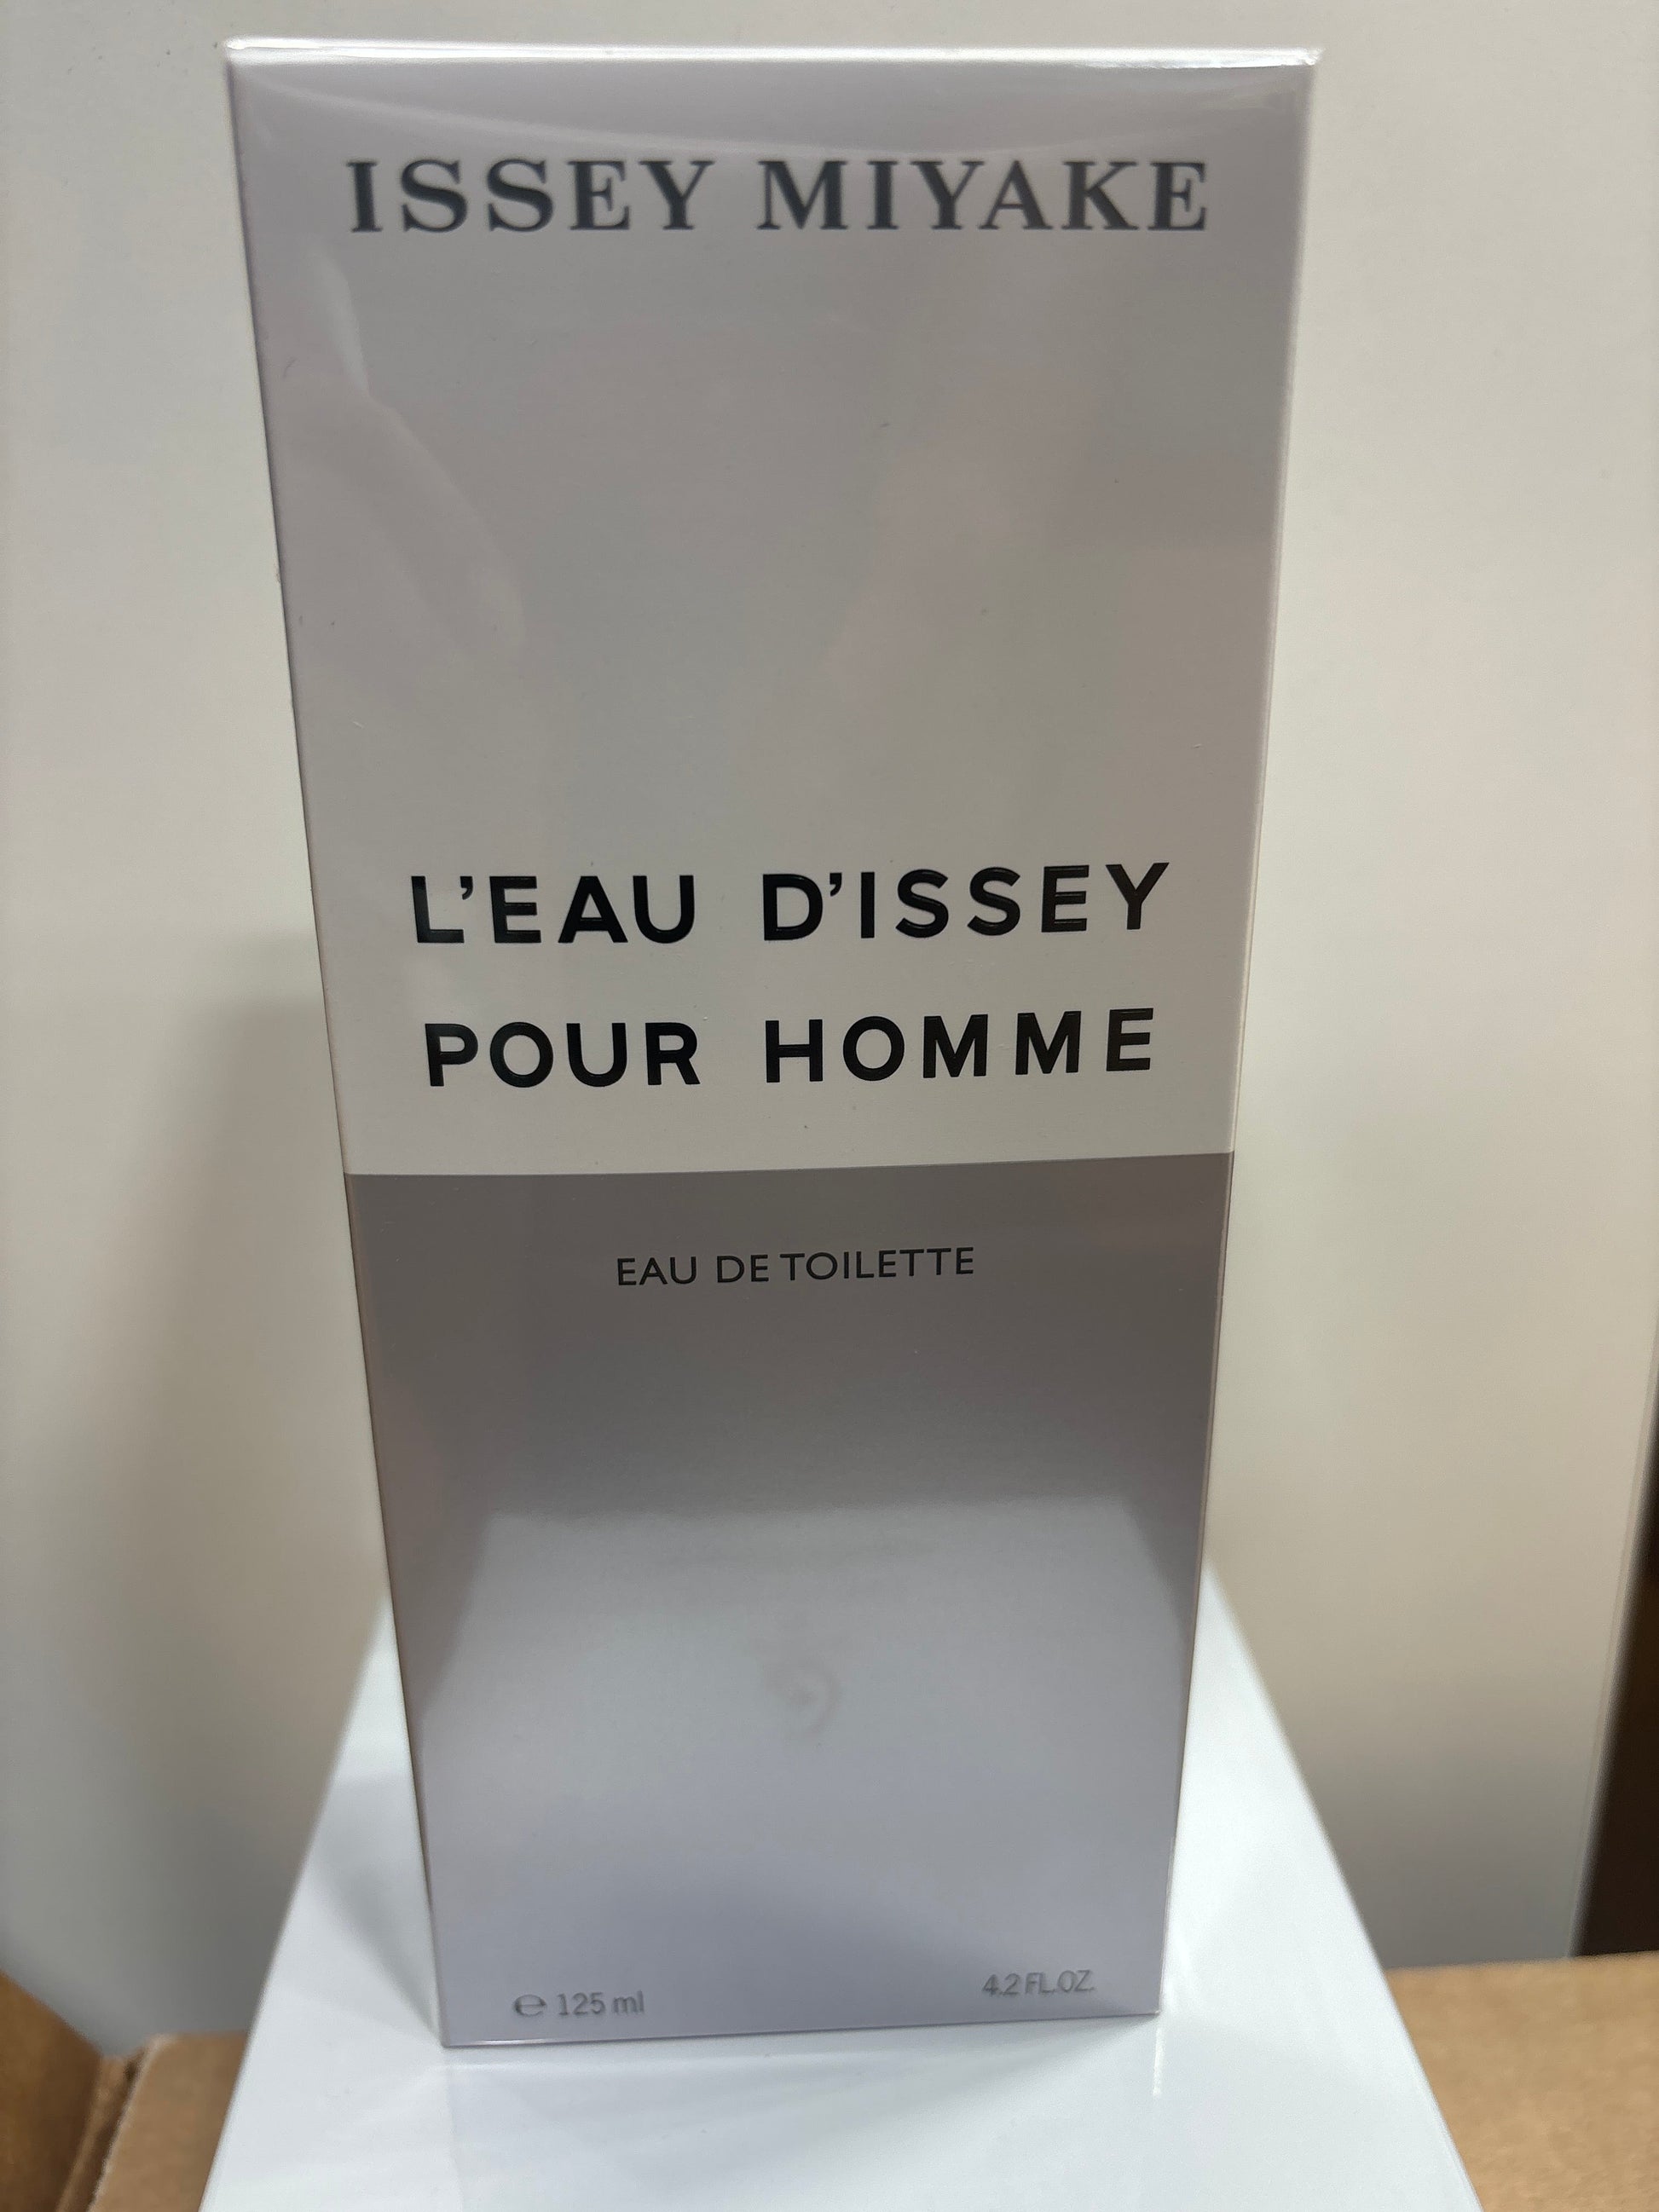 ISSEY MIYAKE
L’EAU D’ISSEY
POUR HOMME
EAU DE TOILETTE
℮ 125 ml
4.2 FL.OZ.